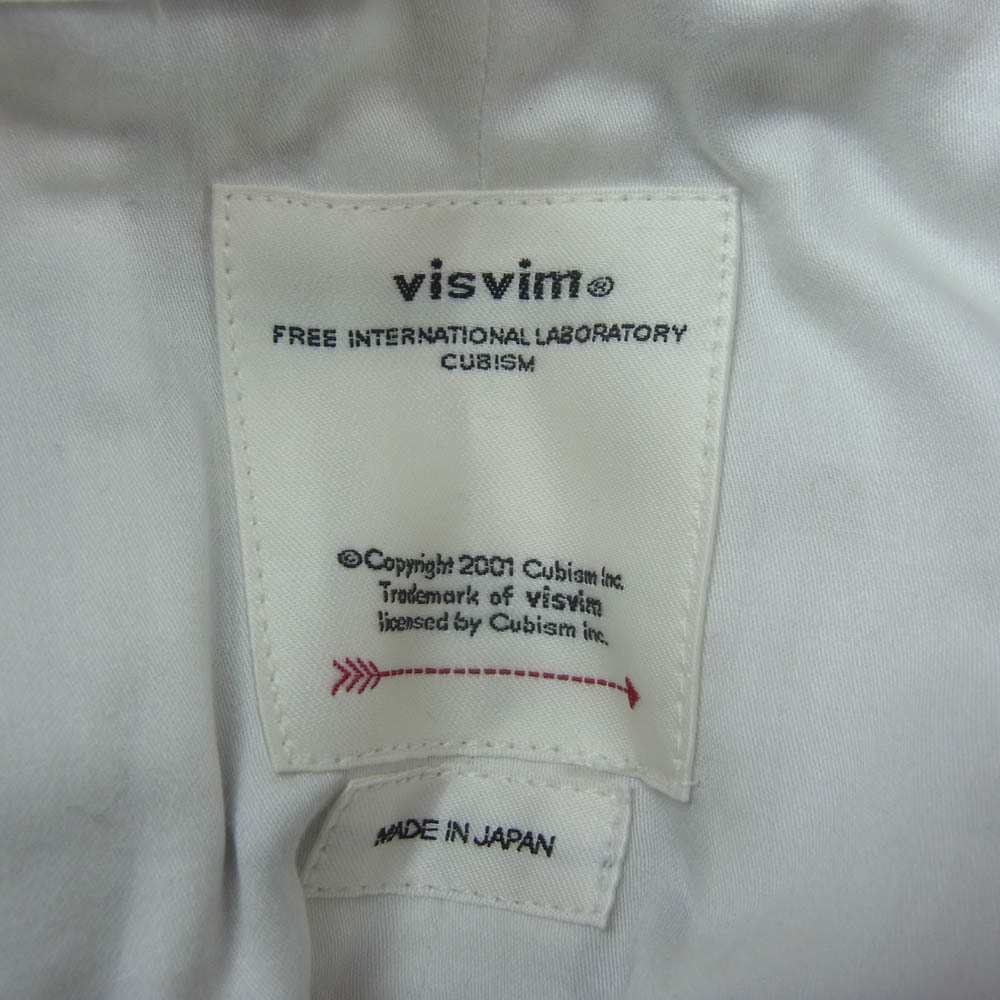 visvim®
FREE INTERNATIONAL LABORATORY
CUBISM
©Copyright 2001 Cubism Inc.
Trademark of visvim
licensed by Cubism inc.
MADE IN JAPAN